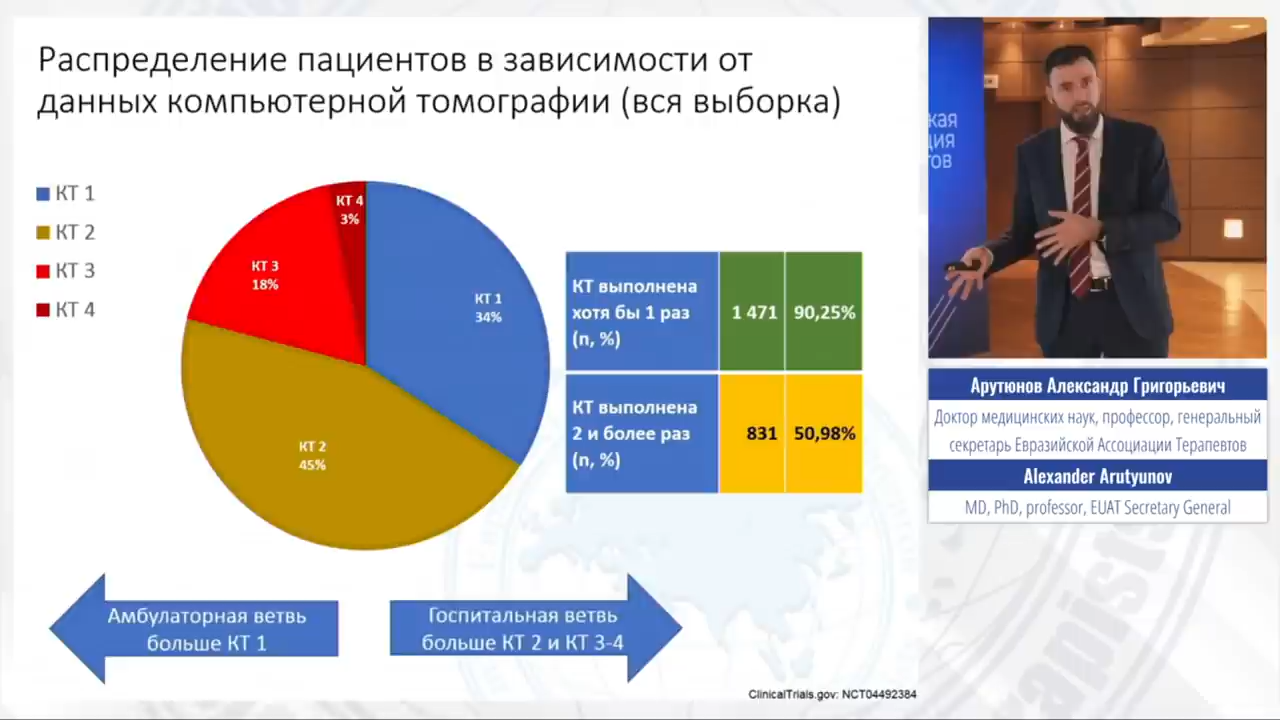 Распределение пациентов в зависимости от
данных компьютерной томографии (вся выборка)
КТ 1
КТ 2
КТ 3
КТ 4
КТ 4
3%
КТ 3
18%
КТ 1
34%
КТ 2
45%
КТ выполнена
хотя бы 1 раз
(n, %)
1 471
90,25%
КТ выполнена
2 и более раз
(n, %)
831
50,98%
Амбулаторная ветвь
больше КТ 1
Госпитальная ветвь
больше КТ 2 и КТ 3-4
ClinicalTrials.gov: NCT04492384
Арутюнов Александр Григорьевич
Доктор медицинских наук, профессор, генеральный
секретарь Евразийской Ассоциации Терапевтов
Alexander Arutyunov
MD, PhD, professor, EUAT Secretary General